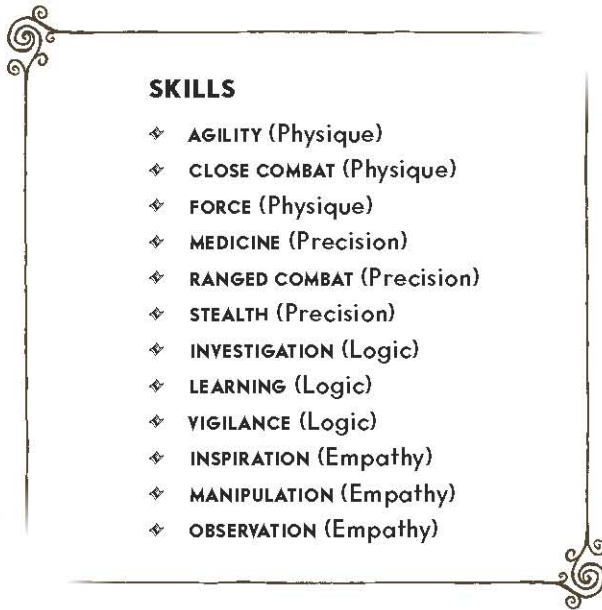 SKILLS
AGILITY (Physique)
CLOSE COMBAT (Physique)
FORCE (Physique)
MEDICINE (Precision)
RANGED COMBAT (Precision)
STEALTH (Precision)
INVESTIGATION (Logic)
LEARNING (Logic)
VIGILANCE (Logic)
INSPIRATION (Empathy)
MANIPULATION (Empathy)
OBSERVATION (Empathy)